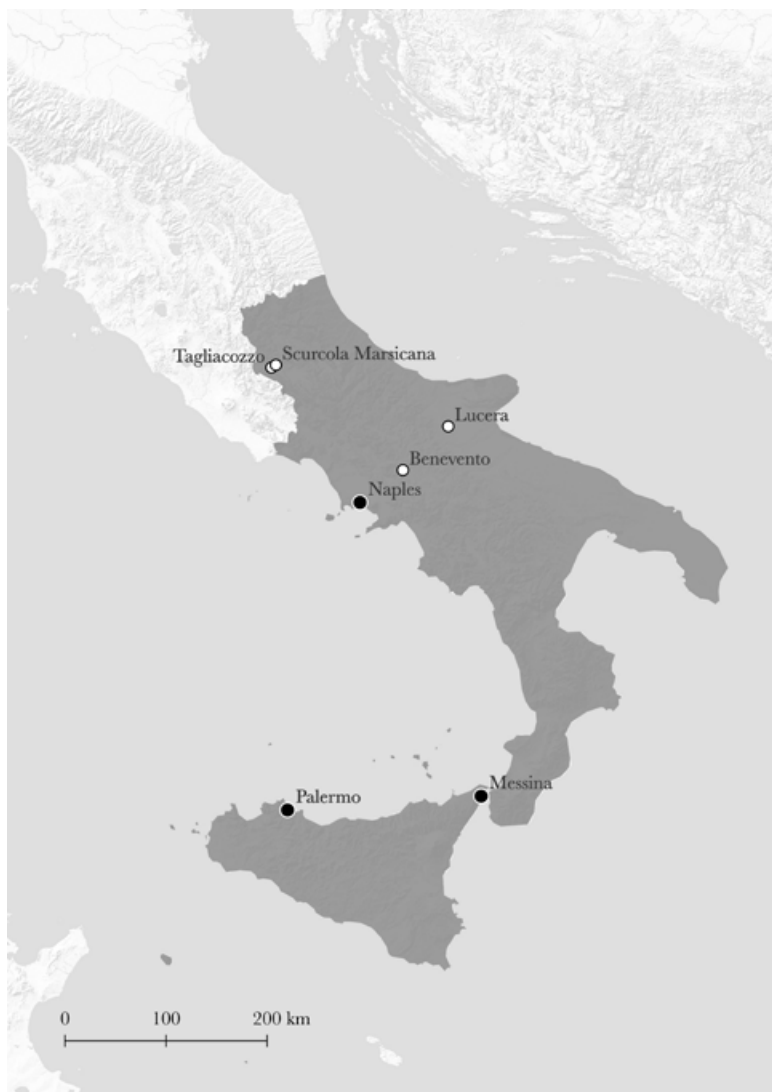 Tagliacozzo
Scurcola Marsicana
Lucera
Benevento
Naples
Messina
Palermo
0 100 200 km